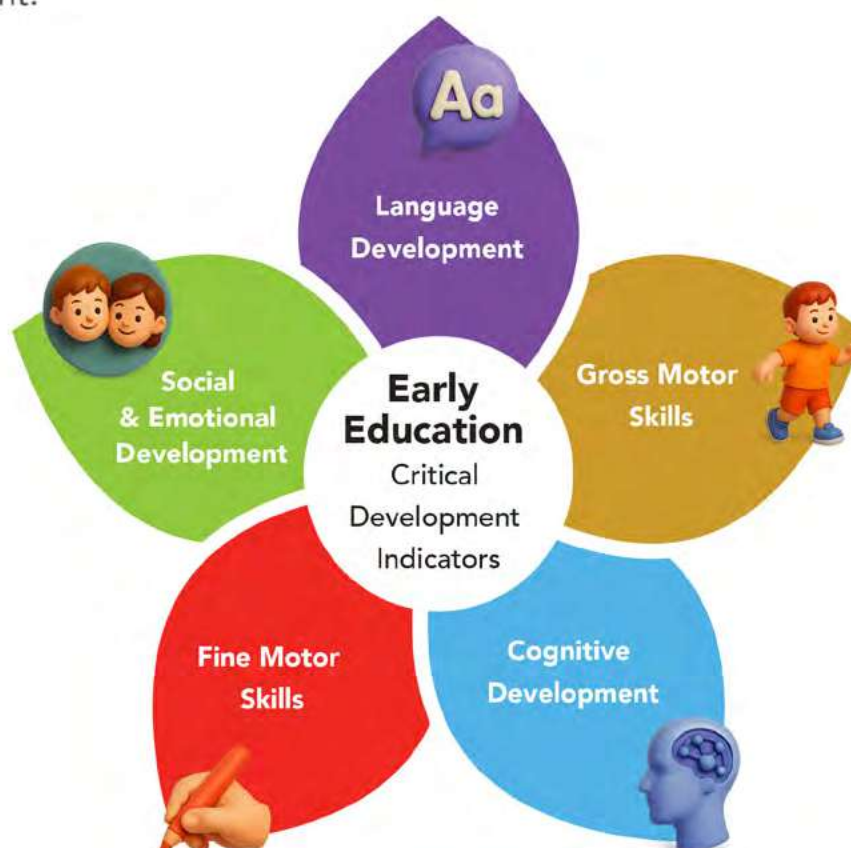 Aa
Language
Development
Gross Motor
Skills
Cognitive
Development
Fine Motor
Skills
Social
& Emotional
Development
Early
Education
Critical
Development
Indicators